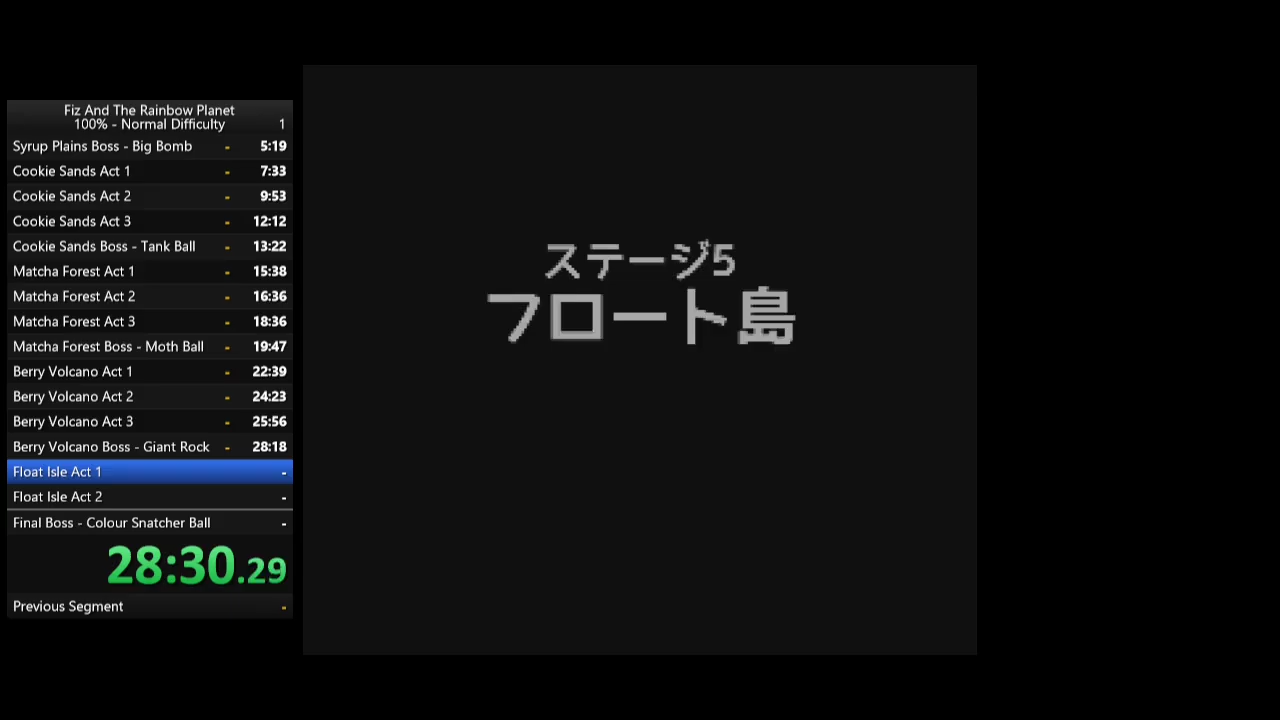 Fiz And The Rainbow Planet
100% - Normal Difficulty 1
Syrup Plains Boss - Big Bomb - 5:19
Cookie Sands Act 1 - 7:33
Cookie Sands Act 2 - 9:53
Cookie Sands Act 3 - 12:12
Cookie Sands Boss - Tank Ball - 13:22
Matcha Forest Act 1 - 15:38
Matcha Forest Act 2 - 16:36
Matcha Forest Act 3 - 18:36
Matcha Forest Boss - Moth Ball - 19:47
Berry Volcano Act 1 - 22:39
Berry Volcano Act 2 - 24:23
Berry Volcano Act 3 - 25:56
Berry Volcano Boss - Giant Rock - 28:18
Float Isle Act 1 -
Float Isle Act 2 -
Final Boss - Colour Snatcher Ball -
28:30.29
Previous Segment -
ステージ5
フロート島